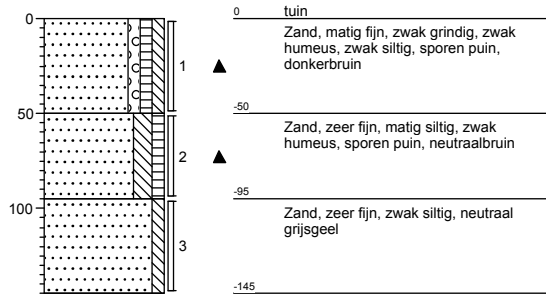 0
50
100
1
2
3
0 tuin
Zand, matig fijn, zwak grindig, zwak
humeus, zwak siltig, sporen puin,
donkerbruin
-50
Zand, zeer fijn, matig siltig, zwak
humeus, sporen puin, neutraalbruin
-95
Zand, zeer fijn, zwak siltig, neutraal
grijsgeel
-145